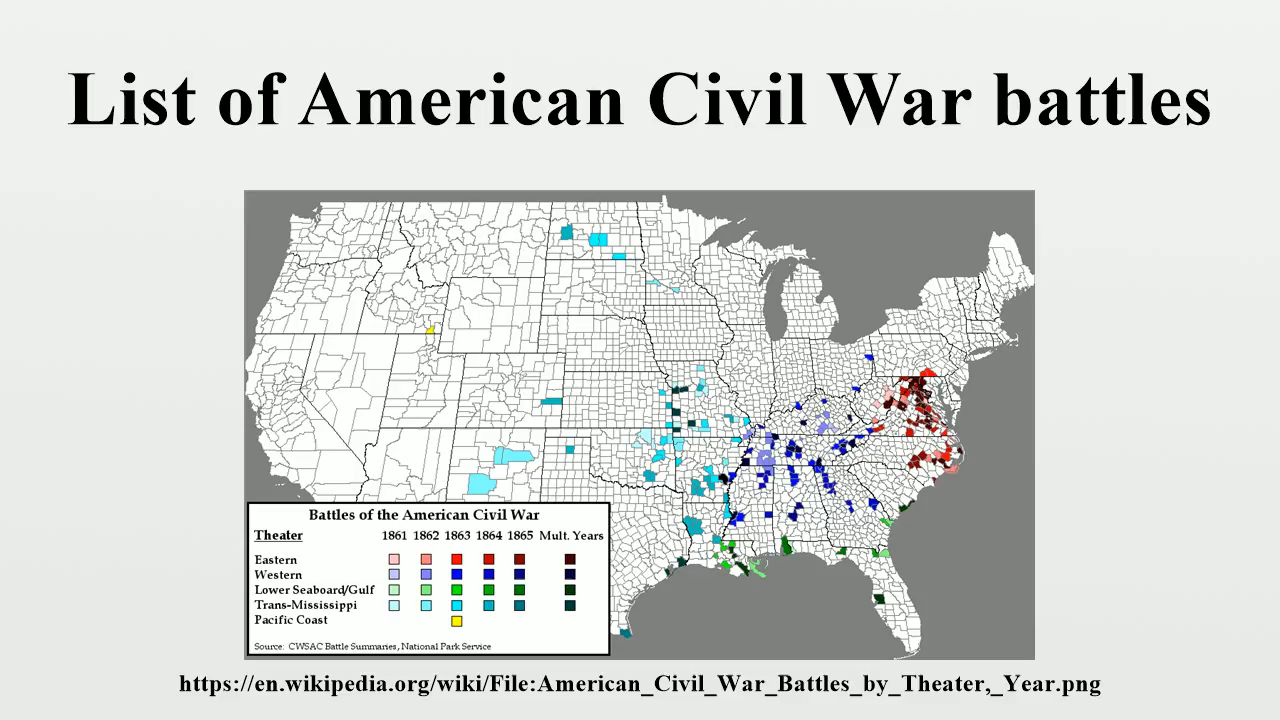 List of American Civil War battles
Battles of the American Civil War
Theater 1861 1862 1863 1864 1865 Mult. Years
Eastern
Western
Lower Seaboard/Gulf
Trans-Mississippi
Pacific Coast
Source: CWSAC Battle Summaries, National Park Service
https://en.wikipedia.org/wiki/File:American_Civil_War_Battles_by_Theater,_Year.png